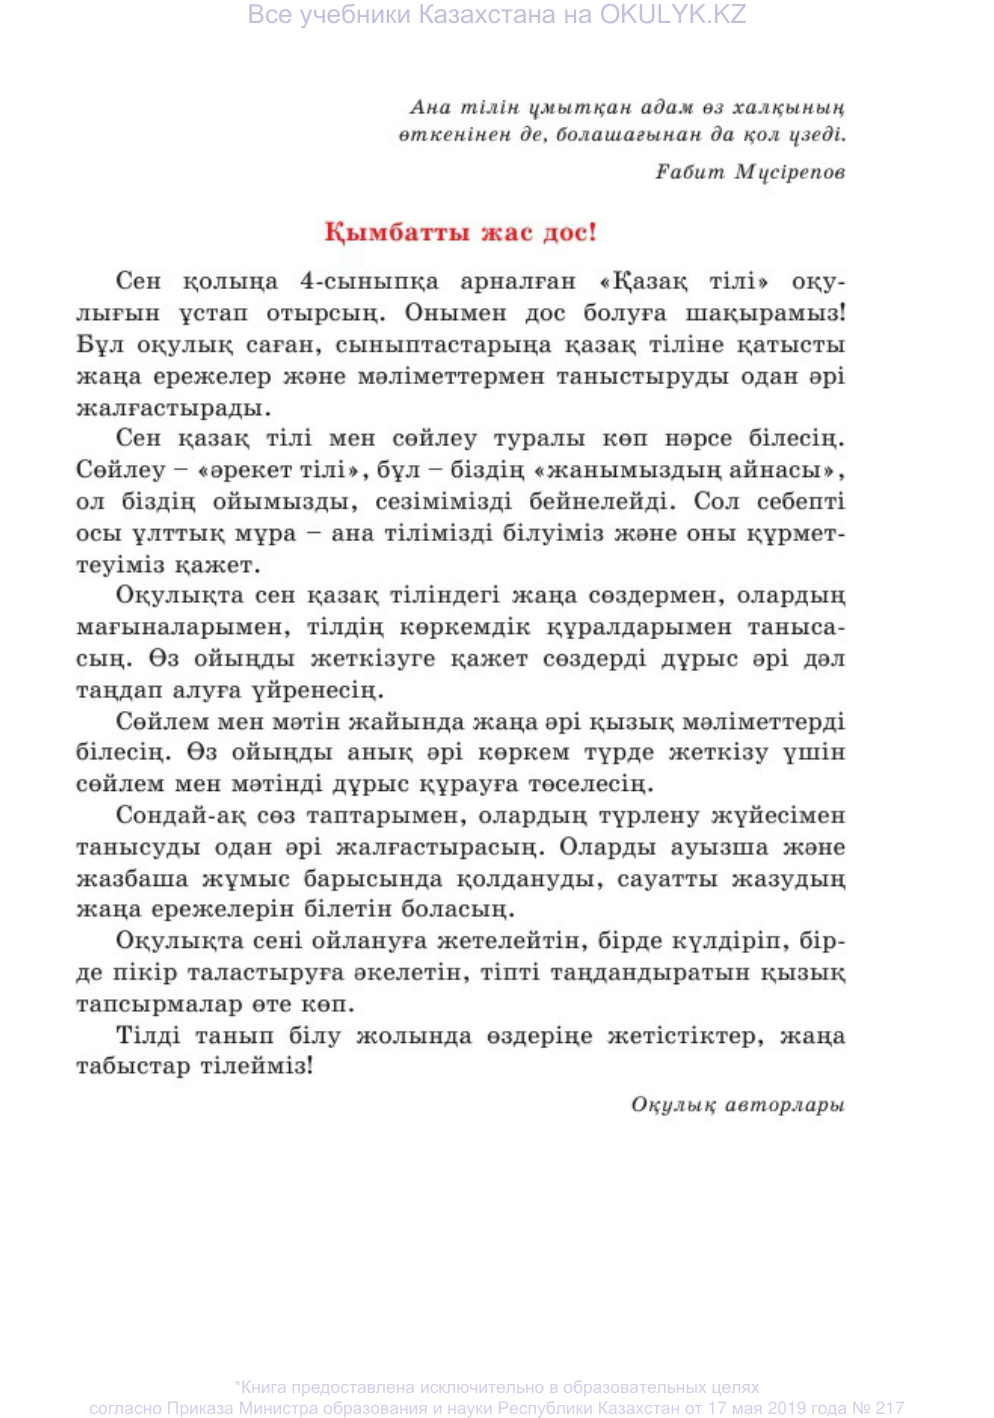 Все учебники Казахстана на OKULYK.KZ
Ана тілін ұмытқан адам өз халқының
өткенінен де, болашағынан да қол үзеді.
Ғабит Мүсірепов
Қымбатты жас дос!
Сен қолыңа 4-сыныпқа арналған «Қазақ тілі» оқу-
лығын ұстап отырсың. Онымен дос болуға шақырамыз!
Бұл оқулық саған, сыныптастарыңа қазақ тіліне қатысты
жаңа ережелер және мәліметтермен таныстыруды одан әрі
жалғастырады.
Сен қазақ тілі мен сөйлеу туралы көп нәрсе білесің.
Сөйлеу – «әрекет тілі», бұл – біздің «жанымыздың айнасы»,
ол біздің ойымызды, сезімімізді бейнелейді. Сол себепті
осы ұлттық мұра – ана тілімізді білуіміз және оны құрмет-
теуіміз қажет.
Оқулықта сен қазақ тіліндегі жаңа сөздермен, олардың
мағыналарымен, тілдің көркемдік құралдарымен таныса-
сың. Өз ойыңды жеткізуге қажет сөздерді дұрыс әрі дәл
таңдап алуға үйренесің.
Сөйлем мен мәтін жайында жаңа әрі қызық мәліметтерді
білесің. Өз ойыңды анық әрі көркем түрде жеткізу үшін
сөйлем мен мәтінді дұрыс құрауға төселесің.
Сондай-ақ сөз таптарымен, олардың түрлену жүйесімен
танысуды одан әрі жалғастырасың. Оларды ауызша және
жазбаша жұмыс барысында қолдануды, сауатты жазудың
жаңа ережелерін білетін боласың.
Оқулықта сені ойлануға жетелейтін, бірде күлдіріп, бір-
де пікір таластыруға әкелетін, тіпті таңдандыратын қызық
тапсырмалар өте көп.
Тілді танып білу жолында өздеріңе жетістіктер, жаңа
табыстар тілейміз!
Оқулық авторлары
*Книга предоставлена исключительно в образовательных целях
согласно Приказа Министра образования и науки Республики Казахстан от 17 мая 2019 года № 217